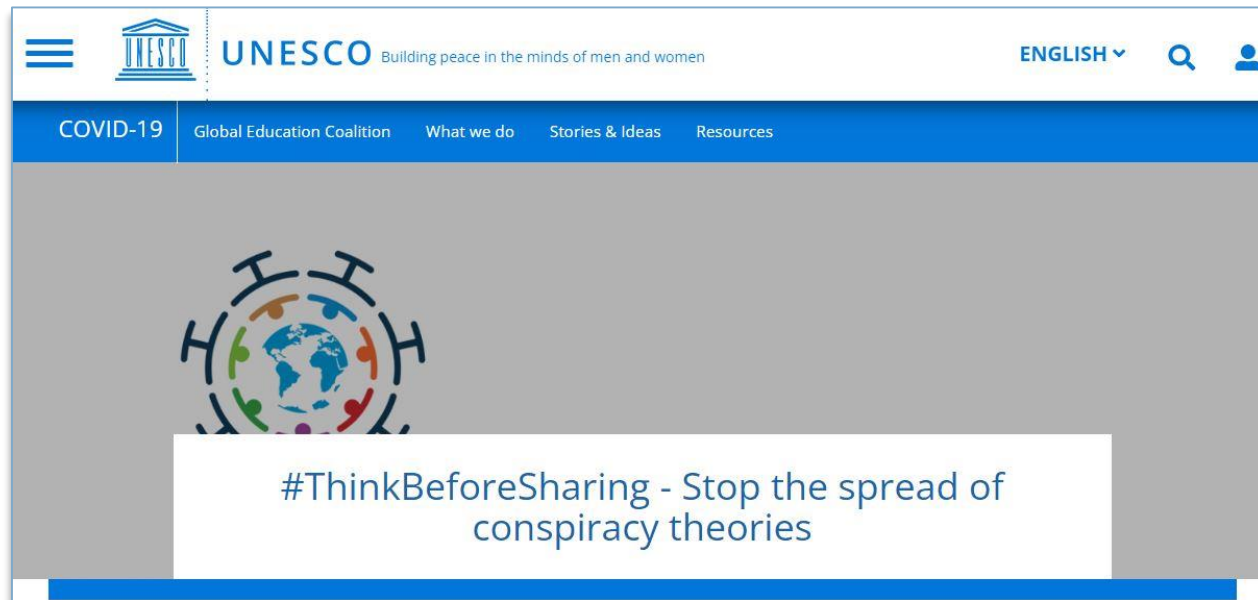 UNESCO
UNESCO Building peace in the minds of men and women
ENGLISH
COVID-19 Global Education Coalition What we do Stories & Ideas Resources
#ThinkBeforeSharing - Stop the spread of
conspiracy theories